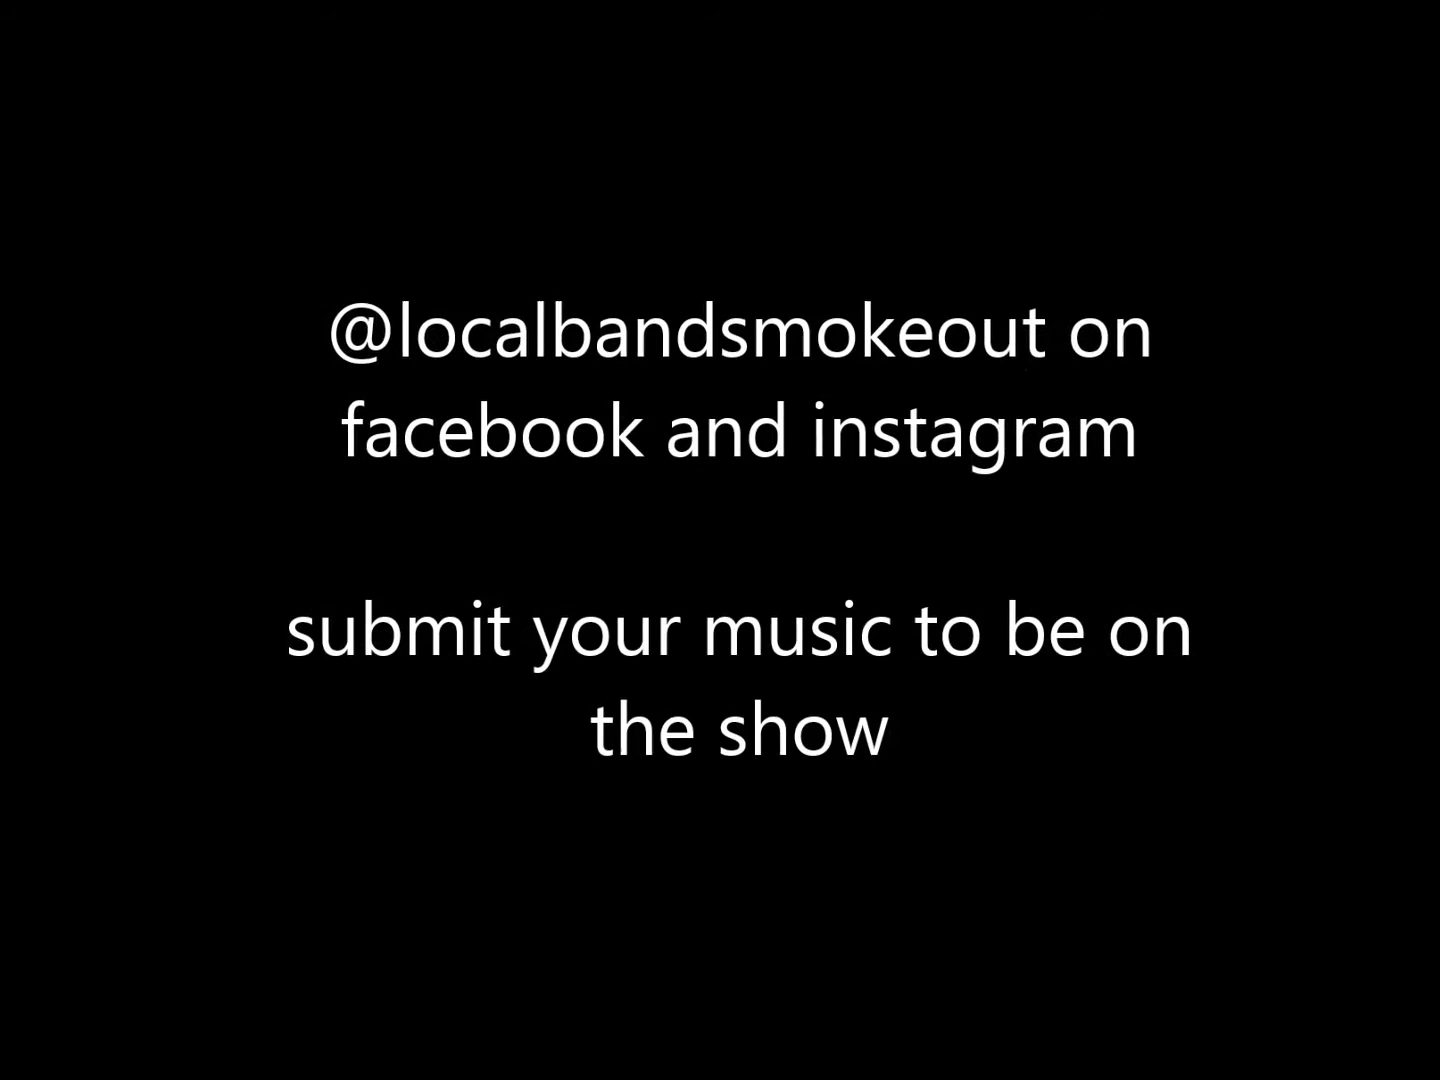 @localbandsmokeout on
facebook and instagram
submit your music to be on
the show